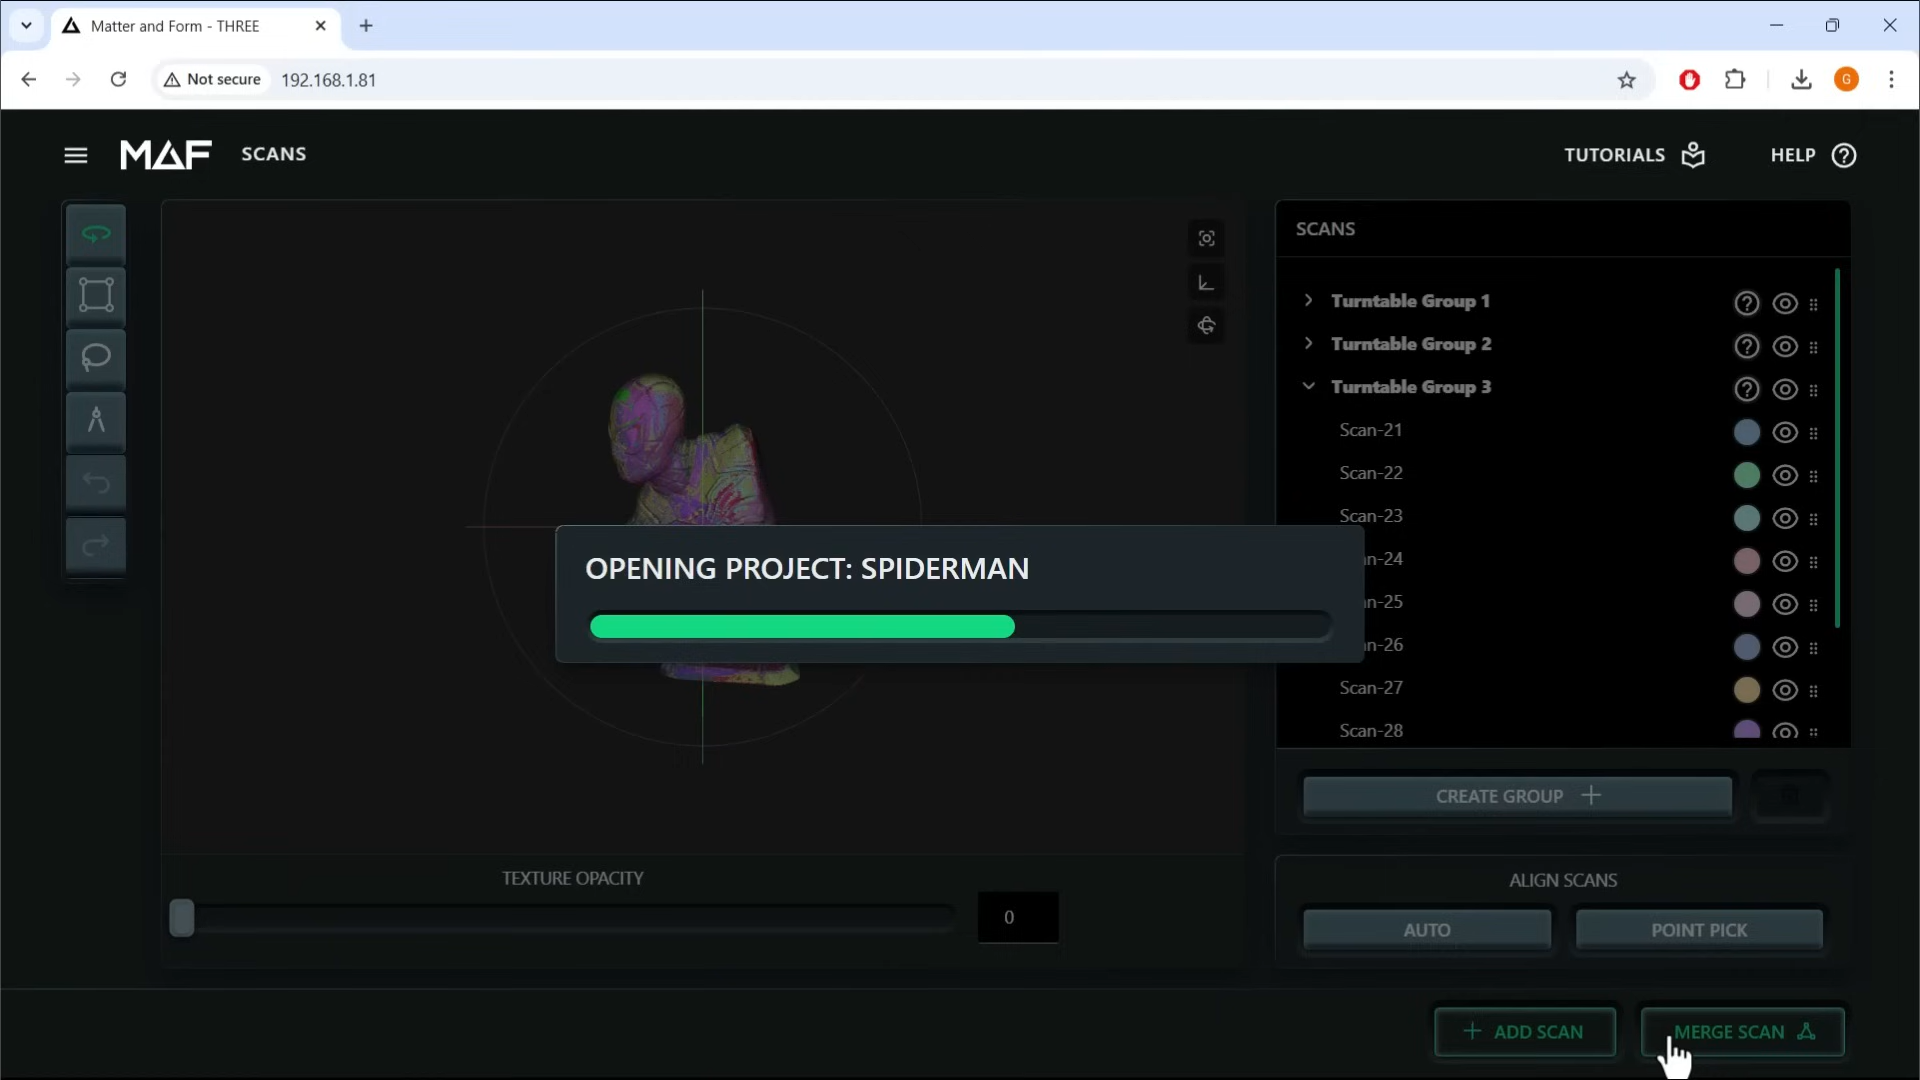 Matter and Form - THREE
Not secure
192.168.1.81
G
MAF
SCANS
TUTORIALS
HELP
SCANS
Turntable Group 1
Turntable Group 2
Turntable Group 3
Scan-21
Scan-22
Scan-23
n-24
n-25
n-26
Scan-27
Scan-28
OPENING PROJECT: SPIDERMAN
CREATE GROUP
TEXTURE OPACITY
0
ALIGN SCANS
AUTO
POINT PICK
ADD SCAN
MERGE SCAN